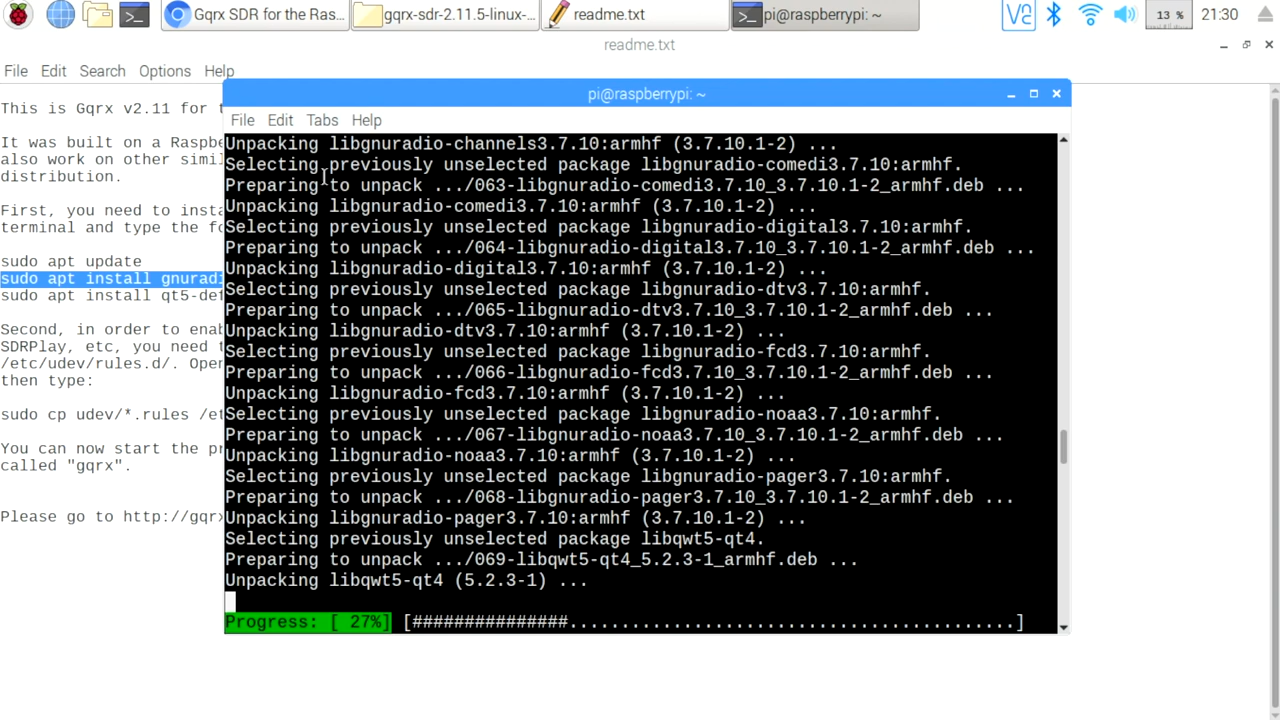 Gqrx SDR for the Ras...
gqrx-sdr-2.11.5-linux-...
readme.txt
pi@raspberrypi: ~
V2
13 %
21:30
readme.txt
File Edit Search Options Help
This is Gqrx v2.11 for
It was built on a Raspbe
also work on other simil
distribution.
First, you need to insta
terminal and type the fo
sudo apt update
sudo apt install gnuradi
sudo apt install qt5-def
Second, in order to enab
SDRPlay, etc, you need t
/etc/udev/rules.d/. Open
then type:
sudo cp udev/*.rules /et
You can now start the pr
called "gqrx".
Please go to http://gqrx
pi@raspberrypi: ~
File Edit Tabs Help
Unpacking libgnuradio-channels3.7.10:armhf (3.7.10.1-2) ...
Selecting previously unselected package libgnuradio-comedi3.7.10:armhf.
Preparing to unpack .../063-libgnuradio-comedi3.7.10_3.7.10.1-2_armhf.deb ...
Unpacking libgnuradio-comedi3.7.10:armhf (3.7.10.1-2) ...
Selecting previously unselected package libgnuradio-digital3.7.10:armhf.
Preparing to unpack .../064-libgnuradio-digital3.7.10_3.7.10.1-2_armhf.deb ...
Unpacking libgnuradio-digital3.7.10:armhf (3.7.10.1-2) ...
Selecting previously unselected package libgnuradio-dtv3.7.10:armhf.
Preparing to unpack .../065-libgnuradio-dtv3.7.10_3.7.10.1-2_armhf.deb ...
Unpacking libgnuradio-dtv3.7.10:armhf (3.7.10.1-2) ...
Selecting previously unselected package libgnuradio-fcd3.7.10:armhf.
Preparing to unpack .../066-libgnuradio-fcd3.7.10_3.7.10.1-2_armhf.deb ...
Unpacking libgnuradio-fcd3.7.10:armhf (3.7.10.1-2) ...
Selecting previously unselected package libgnuradio-noaa3.7.10:armhf.
Preparing to unpack .../067-libgnuradio-noaa3.7.10_3.7.10.1-2_armhf.deb ...
Unpacking libgnuradio-noaa3.7.10:armhf (3.7.10.1-2) ...
Selecting previously unselected package libgnuradio-pager3.7.10:armhf.
Preparing to unpack .../068-libgnuradio-pager3.7.10_3.7.10.1-2_armhf.deb ...
Unpacking libgnuradio-pager3.7.10:armhf (3.7.10.1-2) ...
Selecting previously unselected package libqwt5-qt4.
Preparing to unpack .../069-libqwt5-qt4_5.2.3-1_armhf.deb ...
Unpacking libqwt5-qt4 (5.2.3-1) ...
Progress: [ 27%] [###############...........................................]